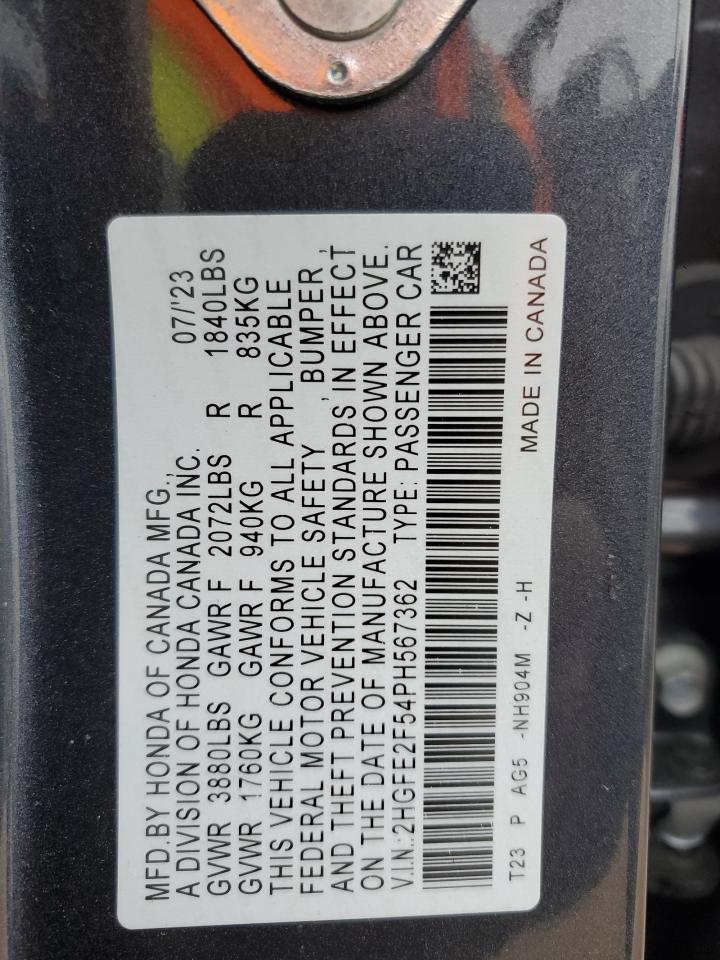 MFD.BY HONDA OF CANADA MFG.,
A DIVISION OF HONDA CANADA INC. 07/'23
GVWR 3880LBS GAWR F 2072LBS R 1840LBS
GVWR 1760KG GAWR F 940KG R 835KG
THIS VEHICLE CONFORMS TO ALL APPLICABLE
FEDERAL MOTOR VEHICLE SAFETY , BUMPER ,
AND THEFT PREVENTION STANDARDS IN EFFECT
ON THE DATE OF MANUFACTURE SHOWN ABOVE.
V.I.N.:2HGFE2F54PH567362 TYPE: PASSENGER CAR
T23 P AG5 -NH904M -Z -H MADE IN CANADA